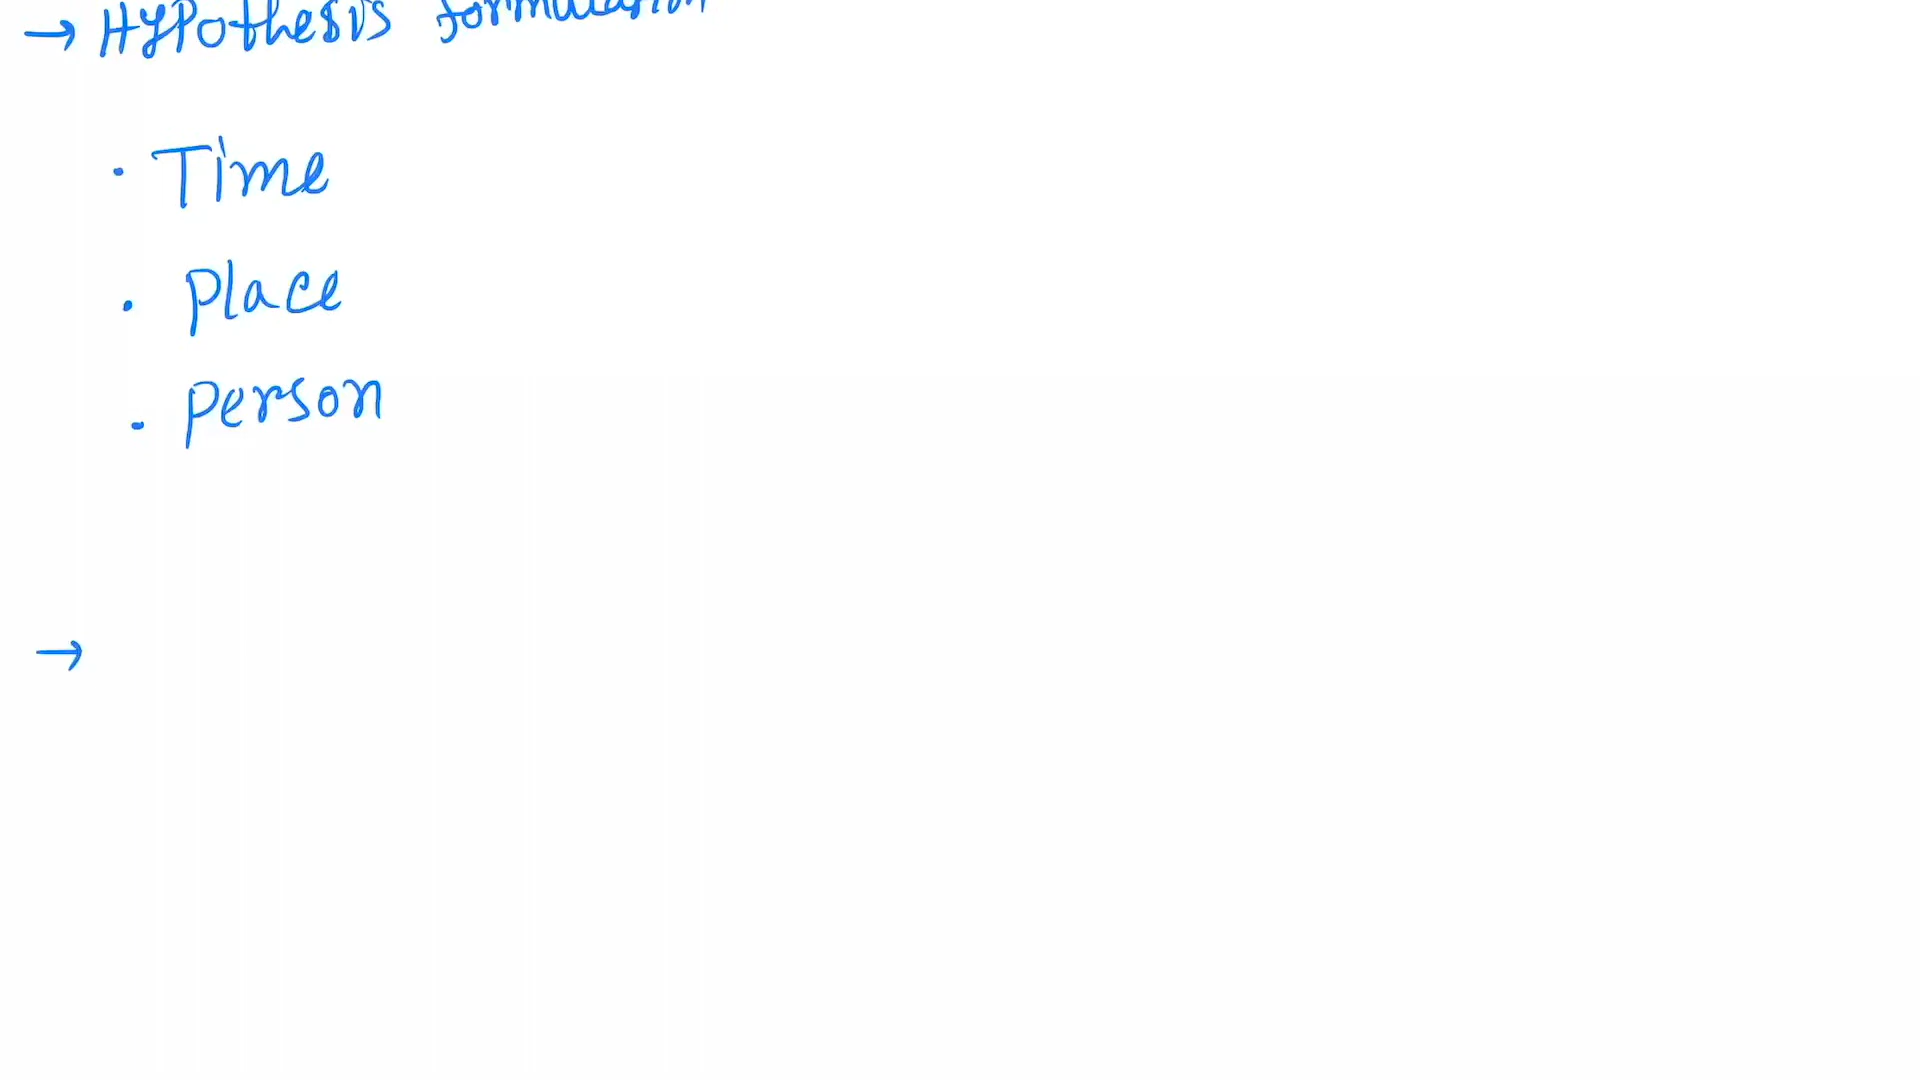 → Hypothesis formulation
· Time
· Place
· Person
→